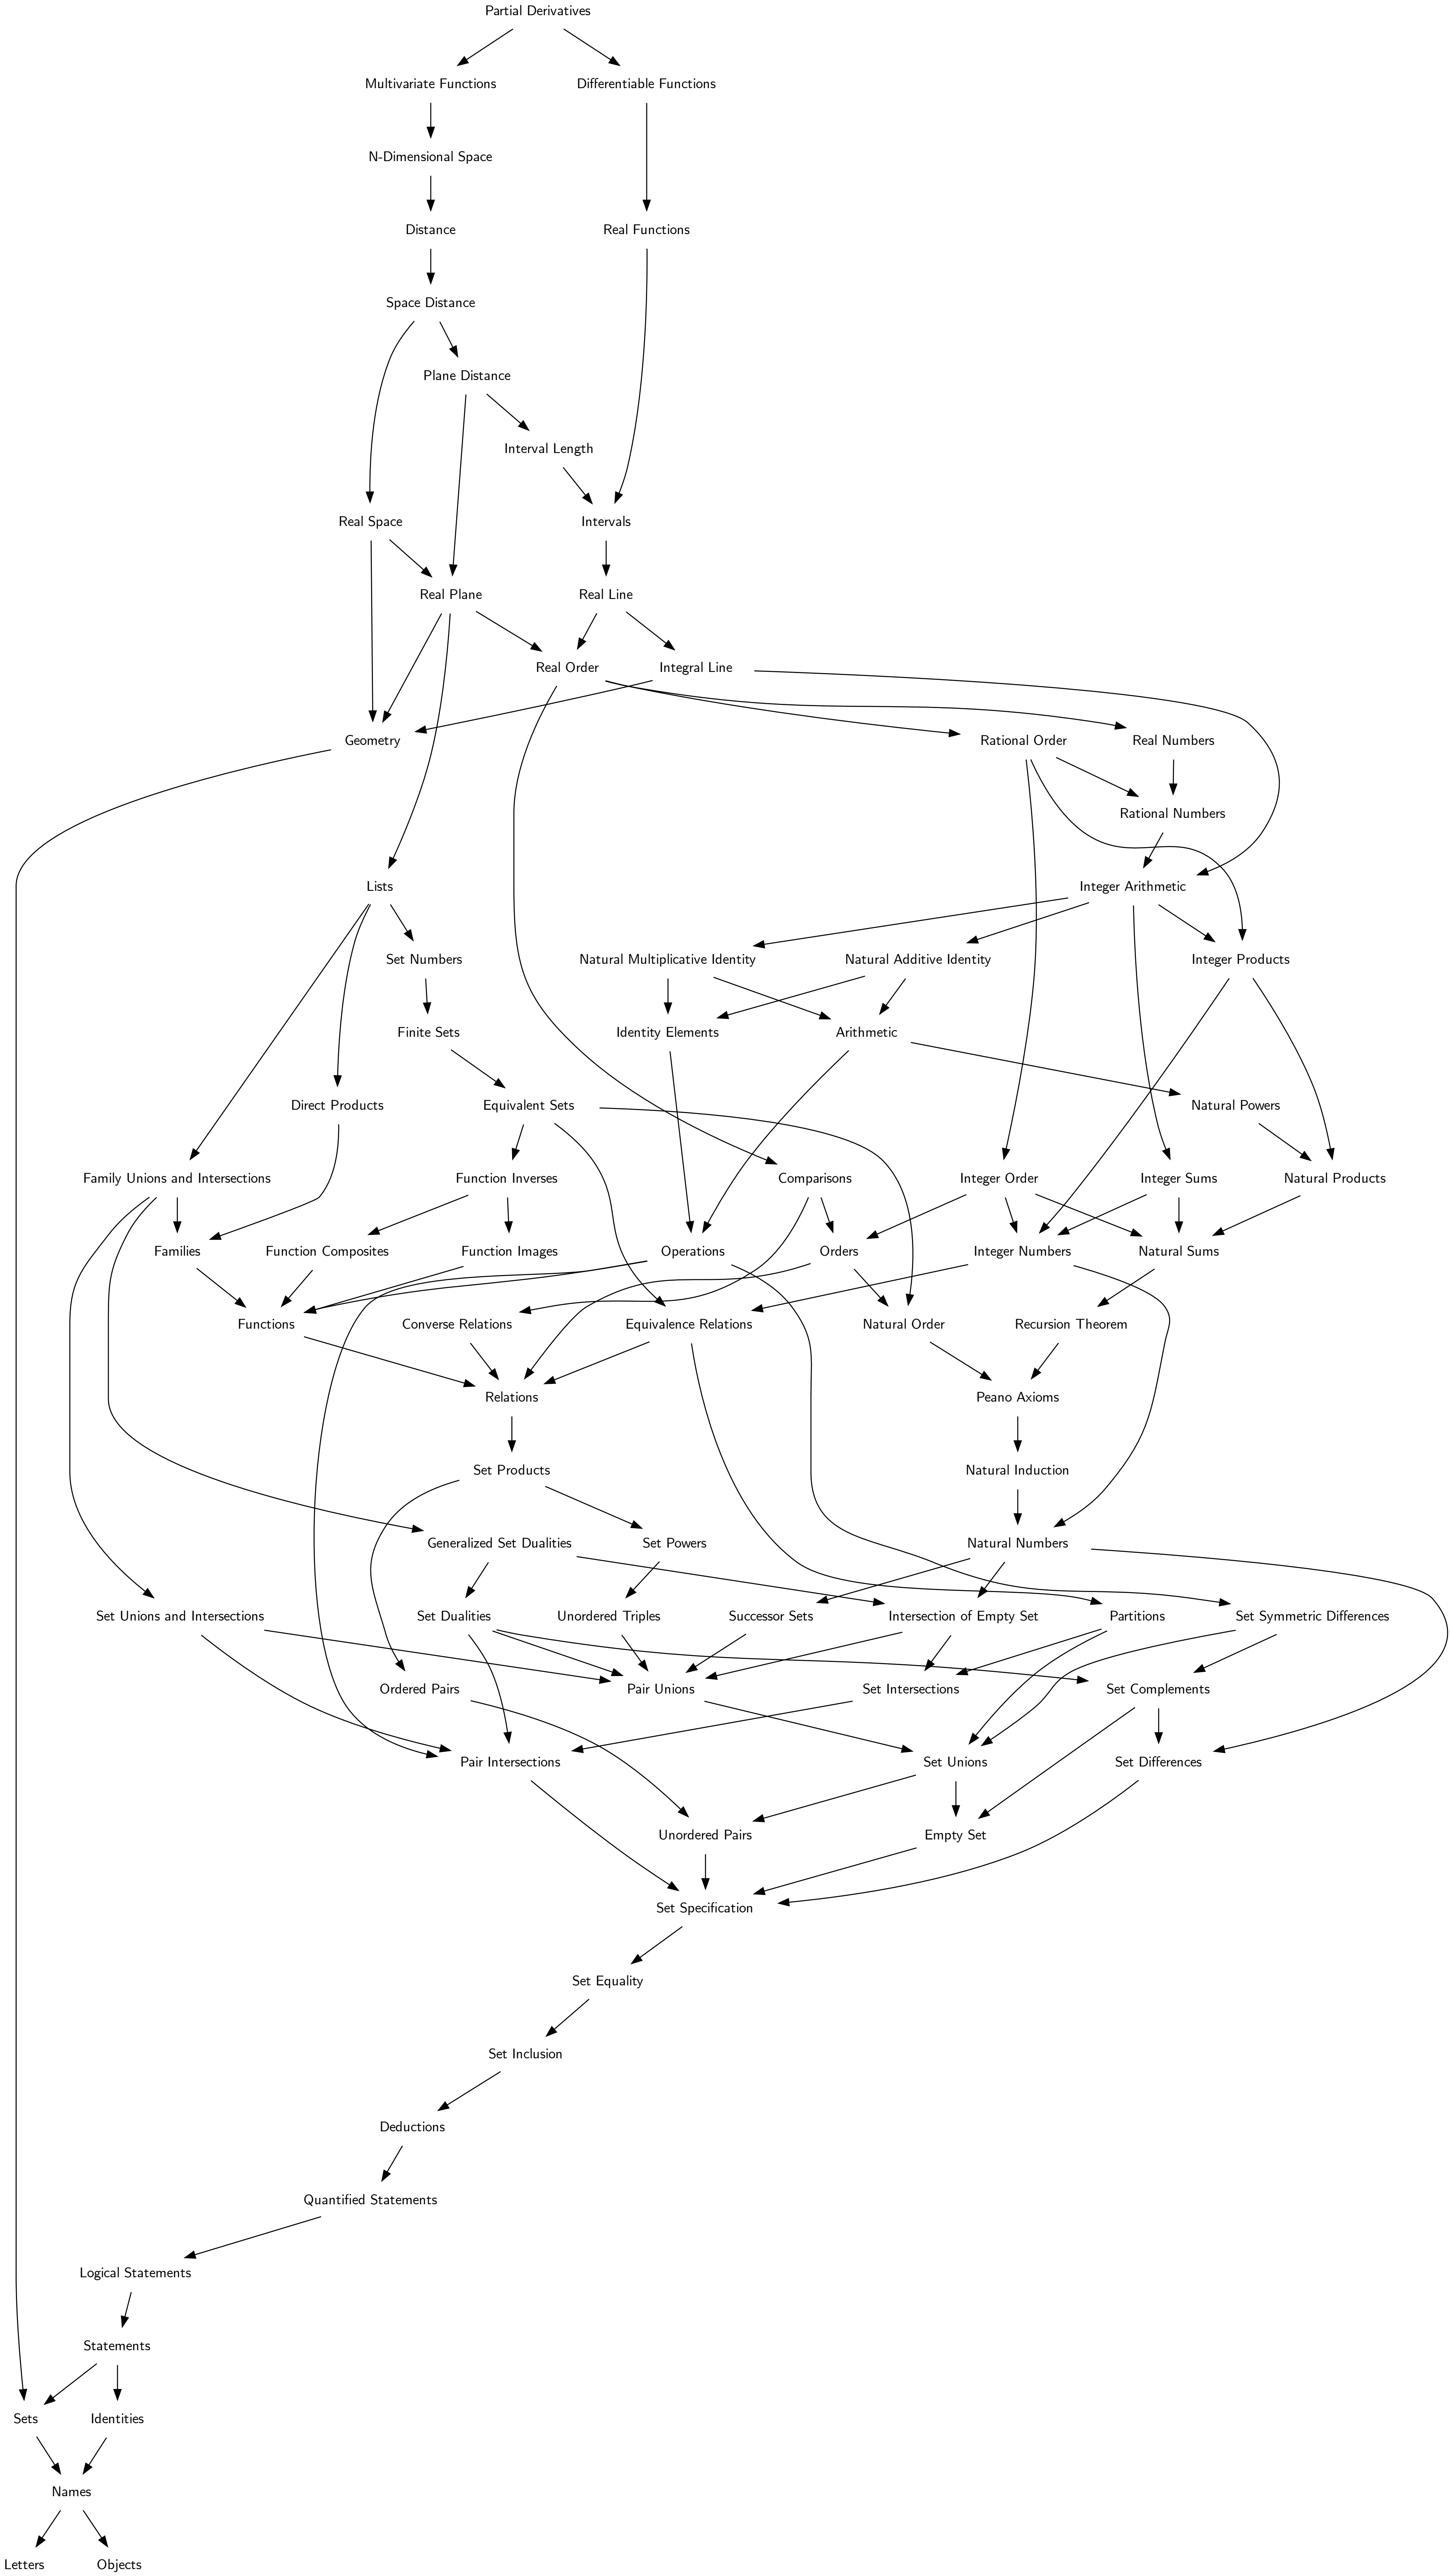 Partial Derivatives
Multivariate Functions
Differentiable Functions
N-Dimensional Space
Distance
Real Functions
Space Distance
Plane Distance
Interval Length
Real Space
Intervals
Real Plane
Real Line
Real Order
Integral Line
Geometry
Rational Order
Real Numbers
Rational Numbers
Lists
Integer Arithmetic
Set Numbers
Natural Multiplicative Identity
Natural Additive Identity
Integer Products
Finite Sets
Identity Elements
Arithmetic
Direct Products
Equivalent Sets
Natural Powers
Family Unions and Intersections
Function Inverses
Comparisons
Integer Order
Integer Sums
Natural Products
Families
Function Composites
Function Images
Operations
Orders
Integer Numbers
Natural Sums
Functions
Converse Relations
Equivalence Relations
Natural Order
Recursion Theorem
Relations
Peano Axioms
Set Products
Natural Induction
Generalized Set Dualities
Set Powers
Natural Numbers
Set Unions and Intersections
Set Dualities
Unordered Triples
Successor Sets
Intersection of Empty Set
Partitions
Set Symmetric Differences
Ordered Pairs
Pair Unions
Set Intersections
Set Complements
Pair Intersections
Set Unions
Set Differences
Unordered Pairs
Empty Set
Set Specification
Set Equality
Set Inclusion
Deductions
Quantified Statements
Logical Statements
Statements
Sets
Identities
Names
Letters
Objects